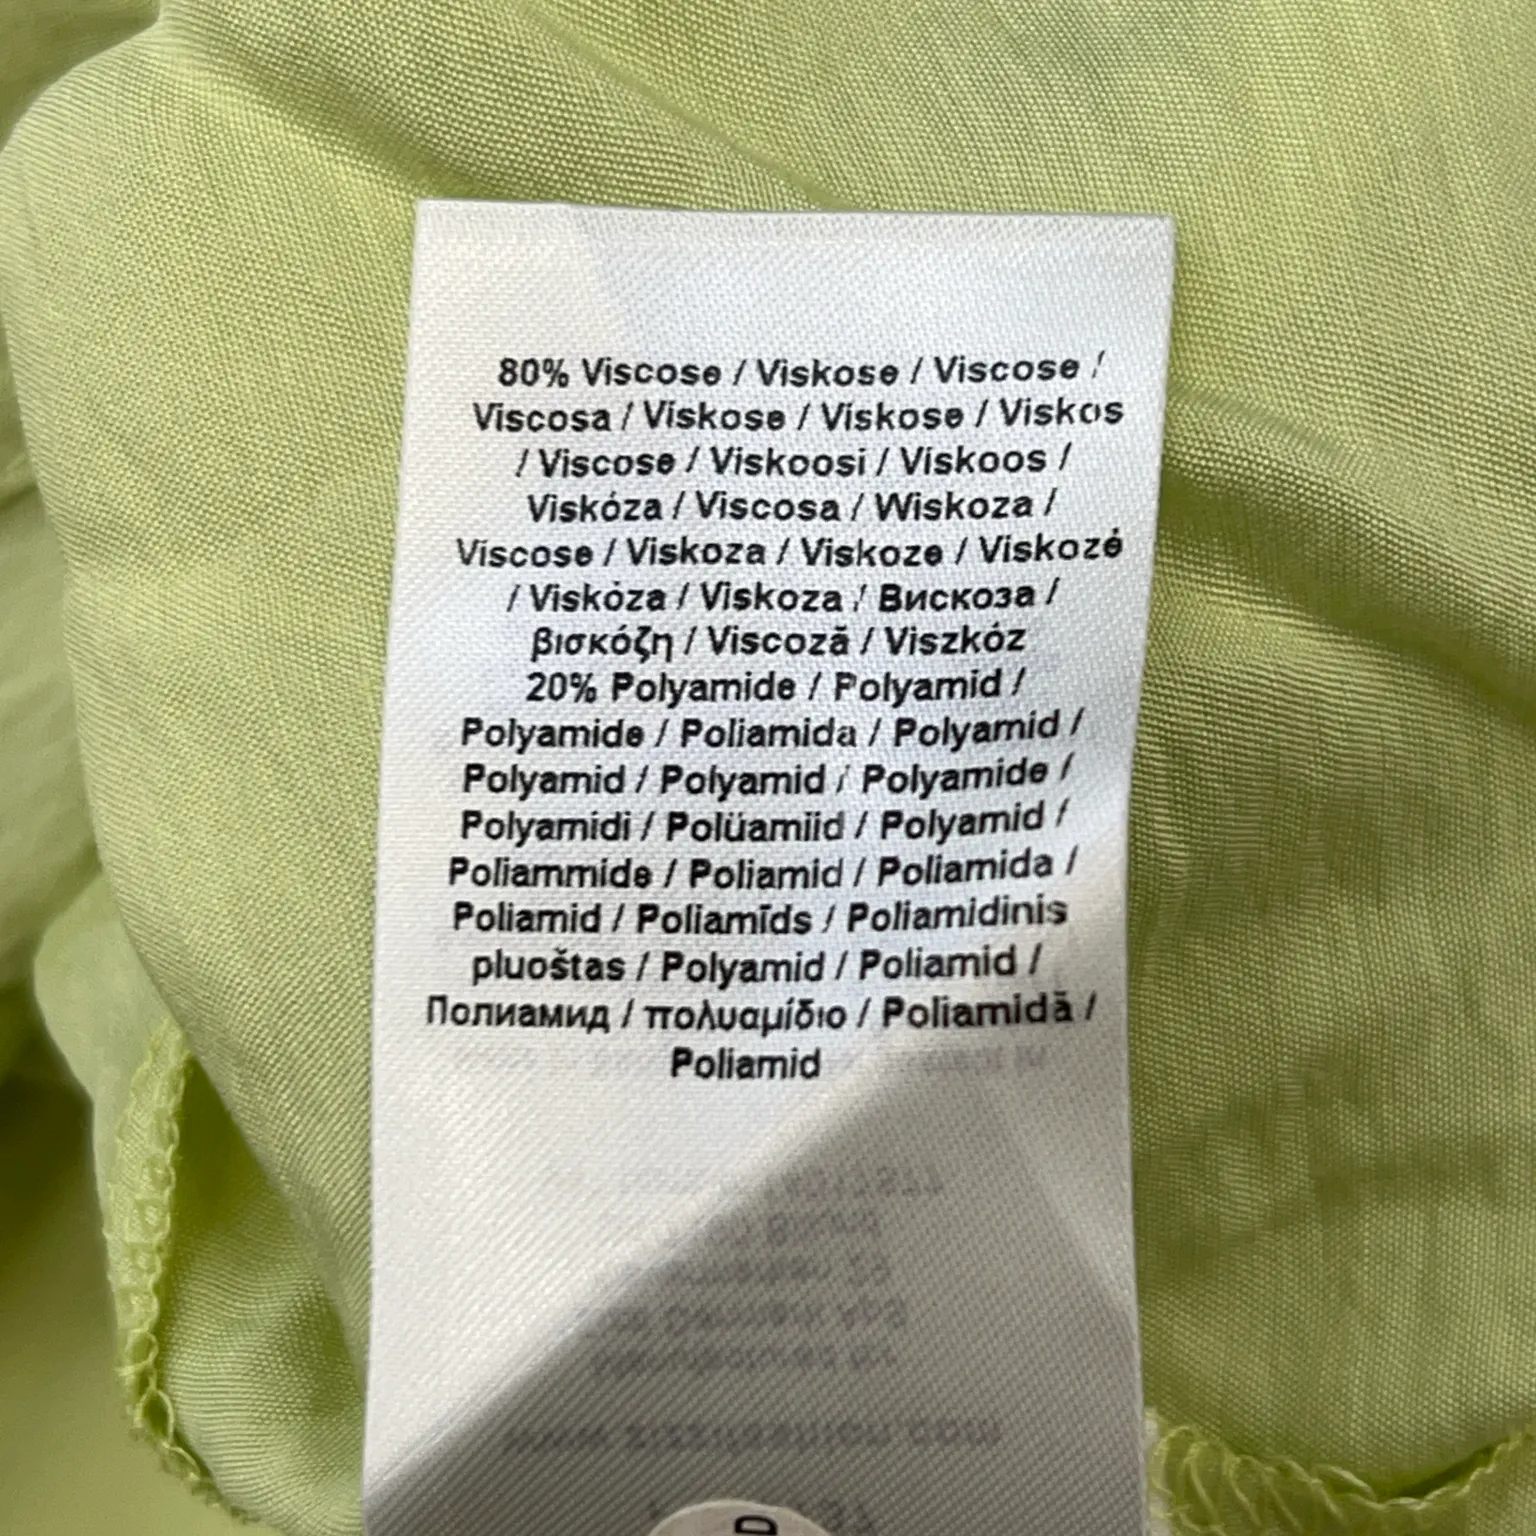 80% Viscose / Viskose / Viscose /
Viscosa / Viskose / Viskose / Viskos
/ Viscose / Viskoosi / Viskoos /
Viskóza / Viscosa / Wiskoza /
Viscose / Viskoza / Viskoze / Viskozė
/ Viskóza / Viskoza / Вискоза /
βισκόζη / Viscoză / Viszkóz
20% Polyamide / Polyamid /
Polyamide / Poliamida / Polyamid /
Polyamid / Polyamid / Polyamide /
Polyamidi / Polüamiid / Polyamid /
Poliammide / Poliamid / Poliamida /
Poliamid / Poliamīds / Poliamidinis
pluoštas / Polyamid / Poliamid /
Полиамид / πολυαμίδιο / Poliamidă /
Poliamid
D